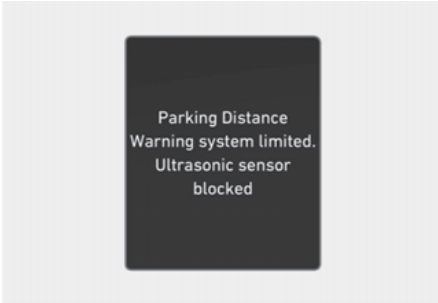 Parking Distance
Warning system limited.
Ultrasonic sensor
blocked